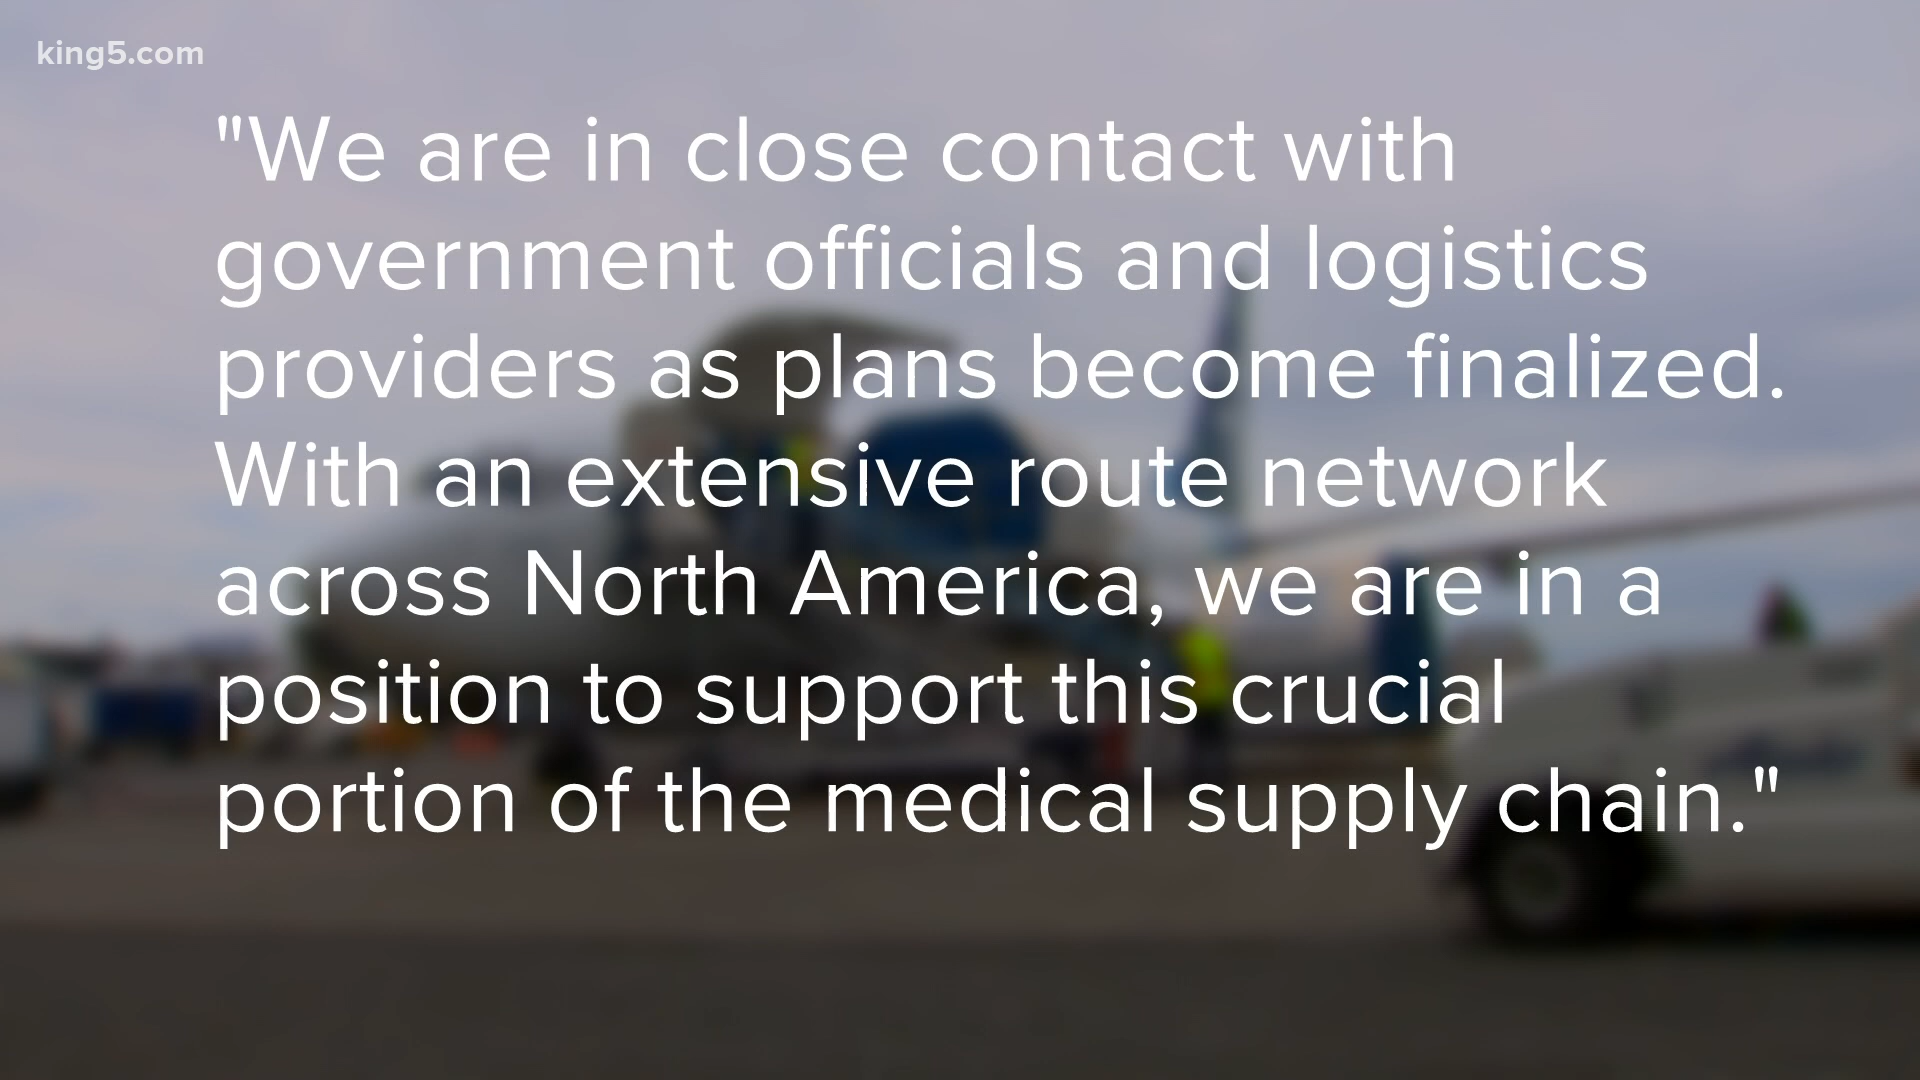 king5.com
"We are in close contact with
government officials and logistics
providers as plans become finalized.
With an extensive route network
across North America, we are in a
position to support this crucial
portion of the medical supply chain."